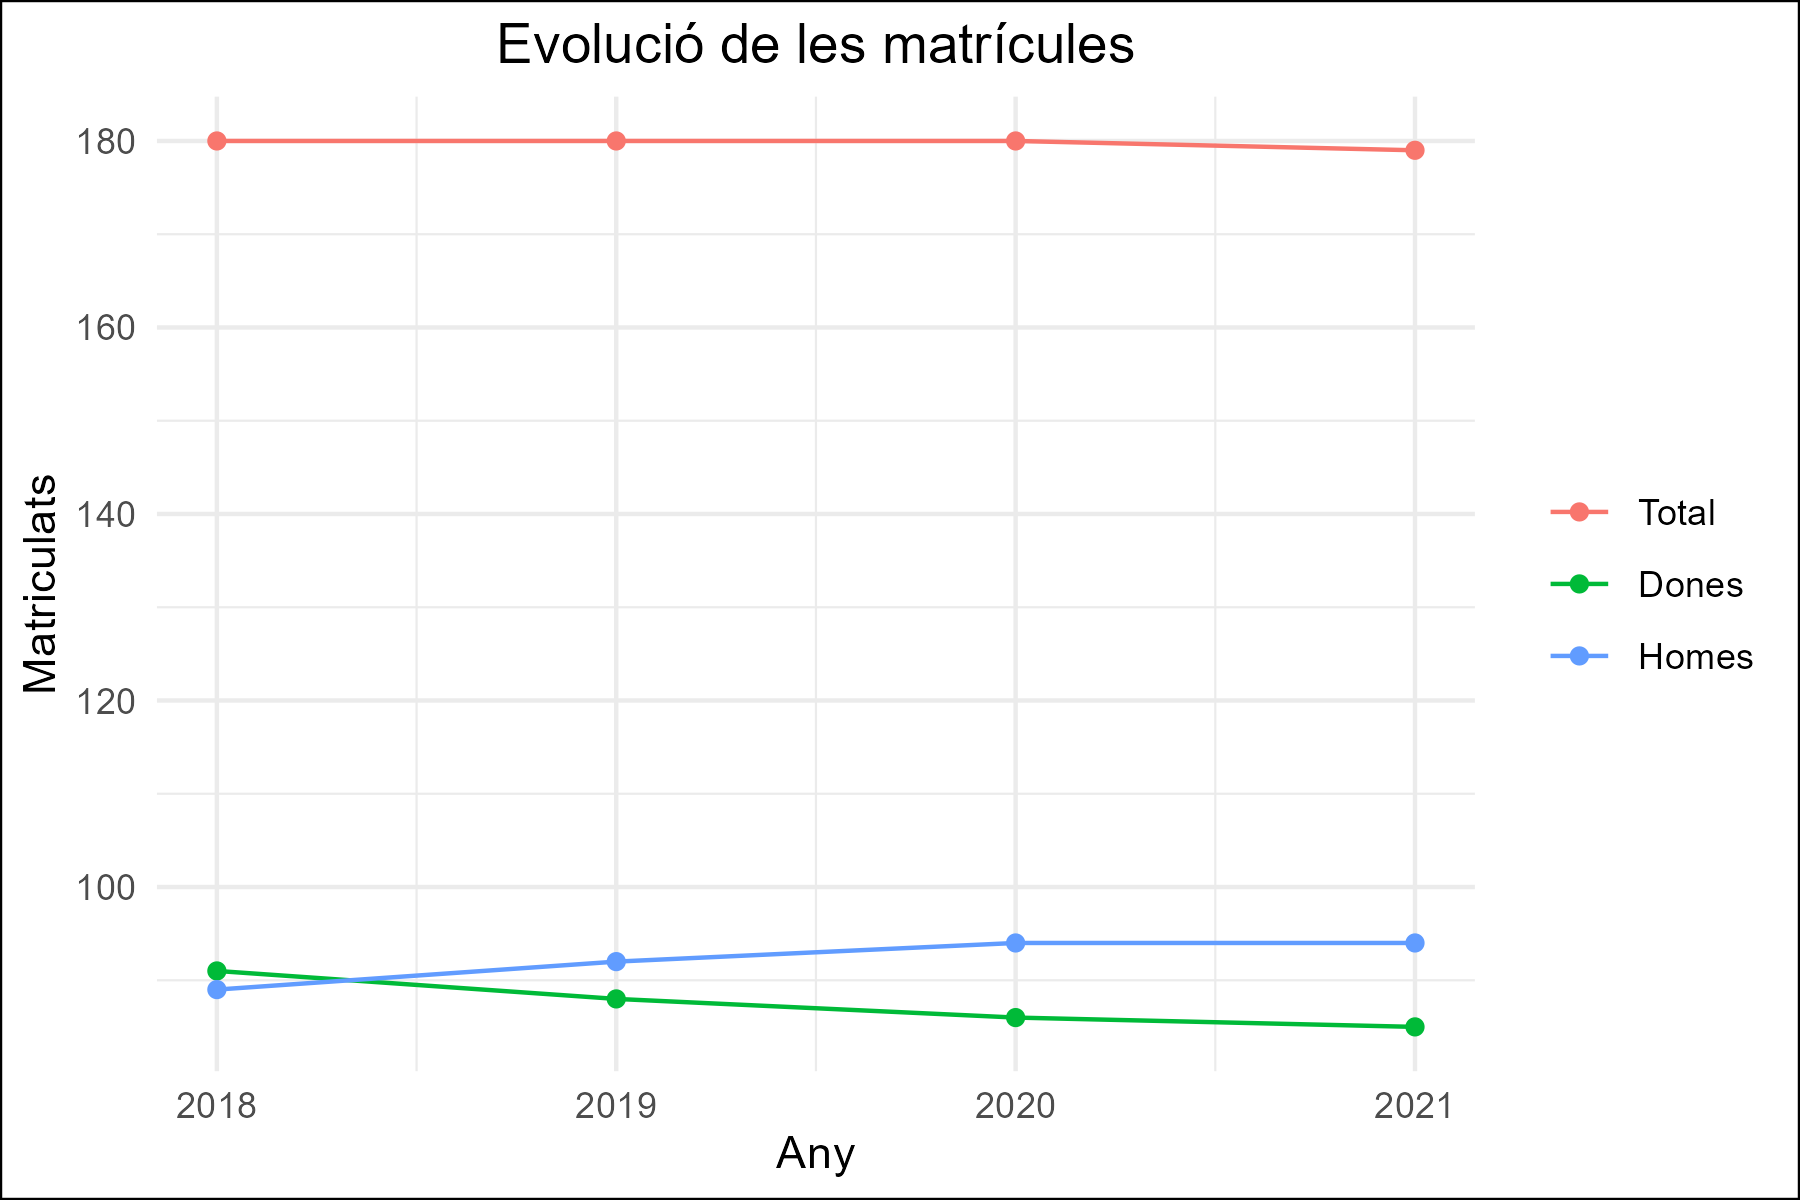 Evolució de les matrícules
Matriculats
180
160
140
120
100
2018
2019
2020
2021
Any
Total
Dones
Homes